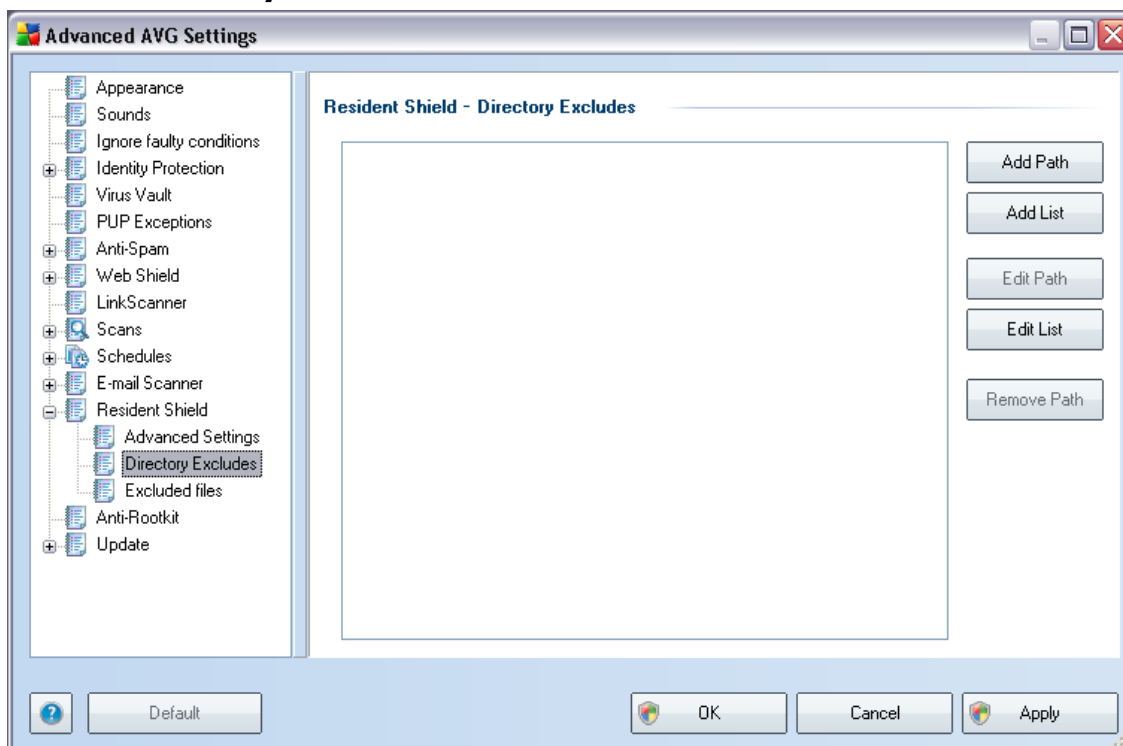 Advanced AVG Settings
Appearance
Sounds
Ignore faulty conditions
Identity Protection
Virus Vault
PUP Exceptions
Anti-Spam
Web Shield
LinkScanner
Scans
Schedules
E-mail Scanner
Resident Shield
Advanced Settings
Directory Excludes
Excluded files
Anti-Rootkit
Update
Resident Shield - Directory Excludes
Add Path
Add List
Edit Path
Edit List
Remove Path
Default
OK
Cancel
Apply